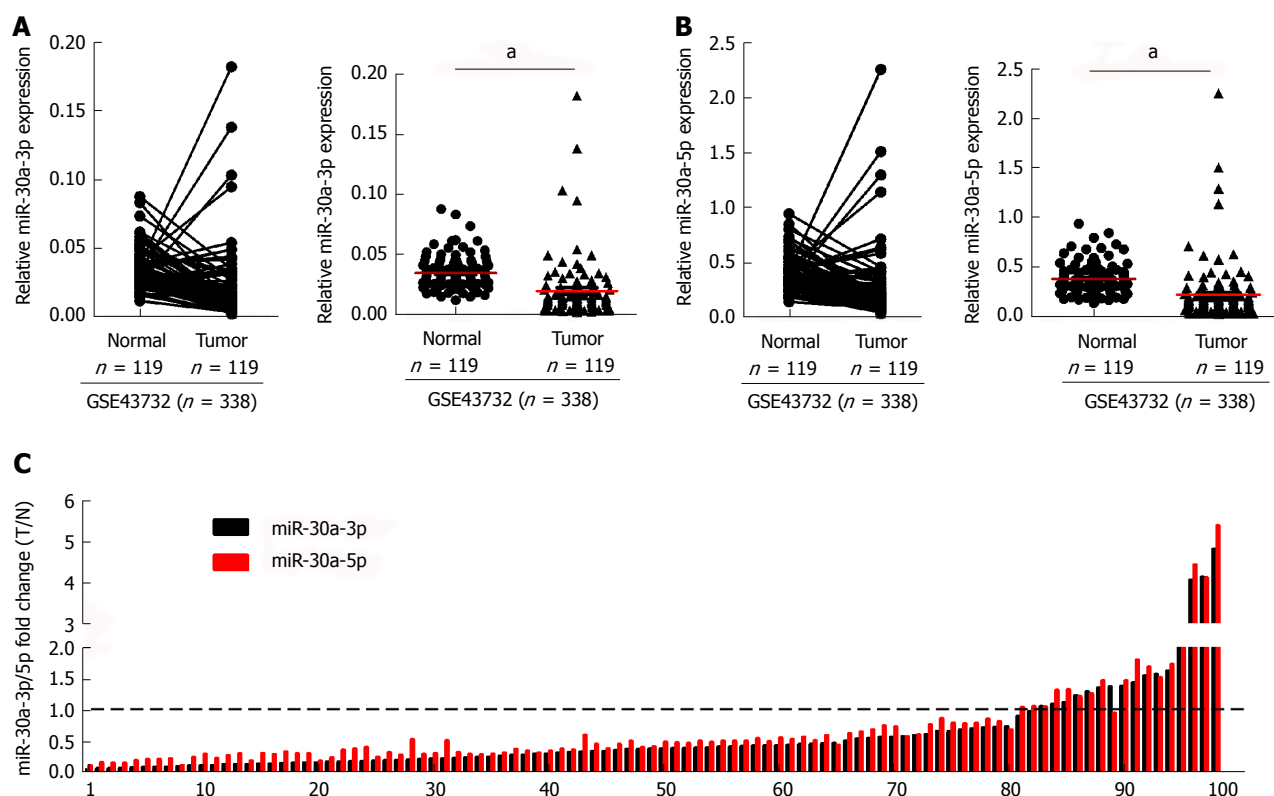 A
Relative miR-30a-3p expression
0.20
0.15
0.10
0.05
0.00
Normal Tumor
n = 119 n = 119
GSE43732 (n = 338)
a
Relative miR-30a-3p expression
0.20
0.15
0.10
0.05
0.00
Normal Tumor
n = 119 n = 119
GSE43732 (n = 338)
B
Relative miR-30a-5p expression
2.5
2.0
1.5
1.0
0.5
0.0
Normal Tumor
n = 119 n = 119
GSE43732 (n = 338)
a
Relative miR-30a-5p expression
2.5
2.0
1.5
1.0
0.5
0.0
Normal Tumor
n = 119 n = 119
GSE43732 (n = 338)
C
miR-30a-3p/5p fold change (T/N)
6
5
4
3
2.0
1.5
1.0
0.5
0.0
miR-30a-3p
miR-30a-5p
1 10 20 30 40 50 60 70 80 90 100